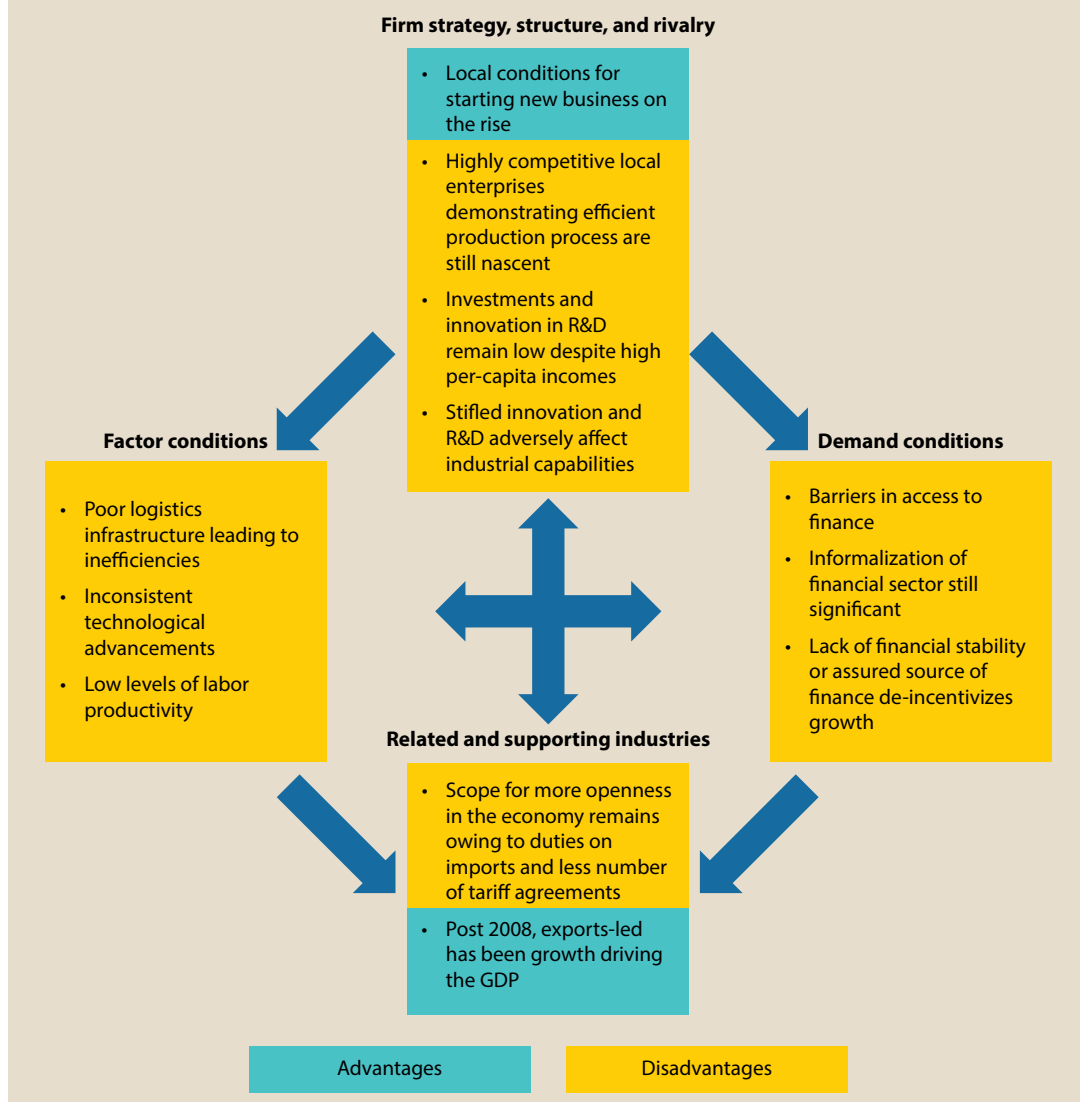 Firm strategy, structure, and rivalry
• Local conditions for
starting new business on
the rise
• Highly competitive local
enterprises
demonstrating efficient
production process are
still nascent
• Investments and
innovation in R&D
remain low despite high
per-capita incomes
• Stifled innovation and
R&D adversely affect
industrial capabilities
Factor conditions
• Poor logistics
infrastructure leading to
inefficiencies
• Inconsistent
technological
advancements
• Low levels of labor
productivity
Demand conditions
• Barriers in access to
finance
• Informalization of
financial sector still
significant
• Lack of financial stability
or assured source of
finance de-incentivizes
growth
Related and supporting industries
• Scope for more openness
in the economy remains
owing to duties on
imports and less number
of tariff agreements
• Post 2008, exports-led
has been growth driving
the GDP
Advantages
Disadvantages